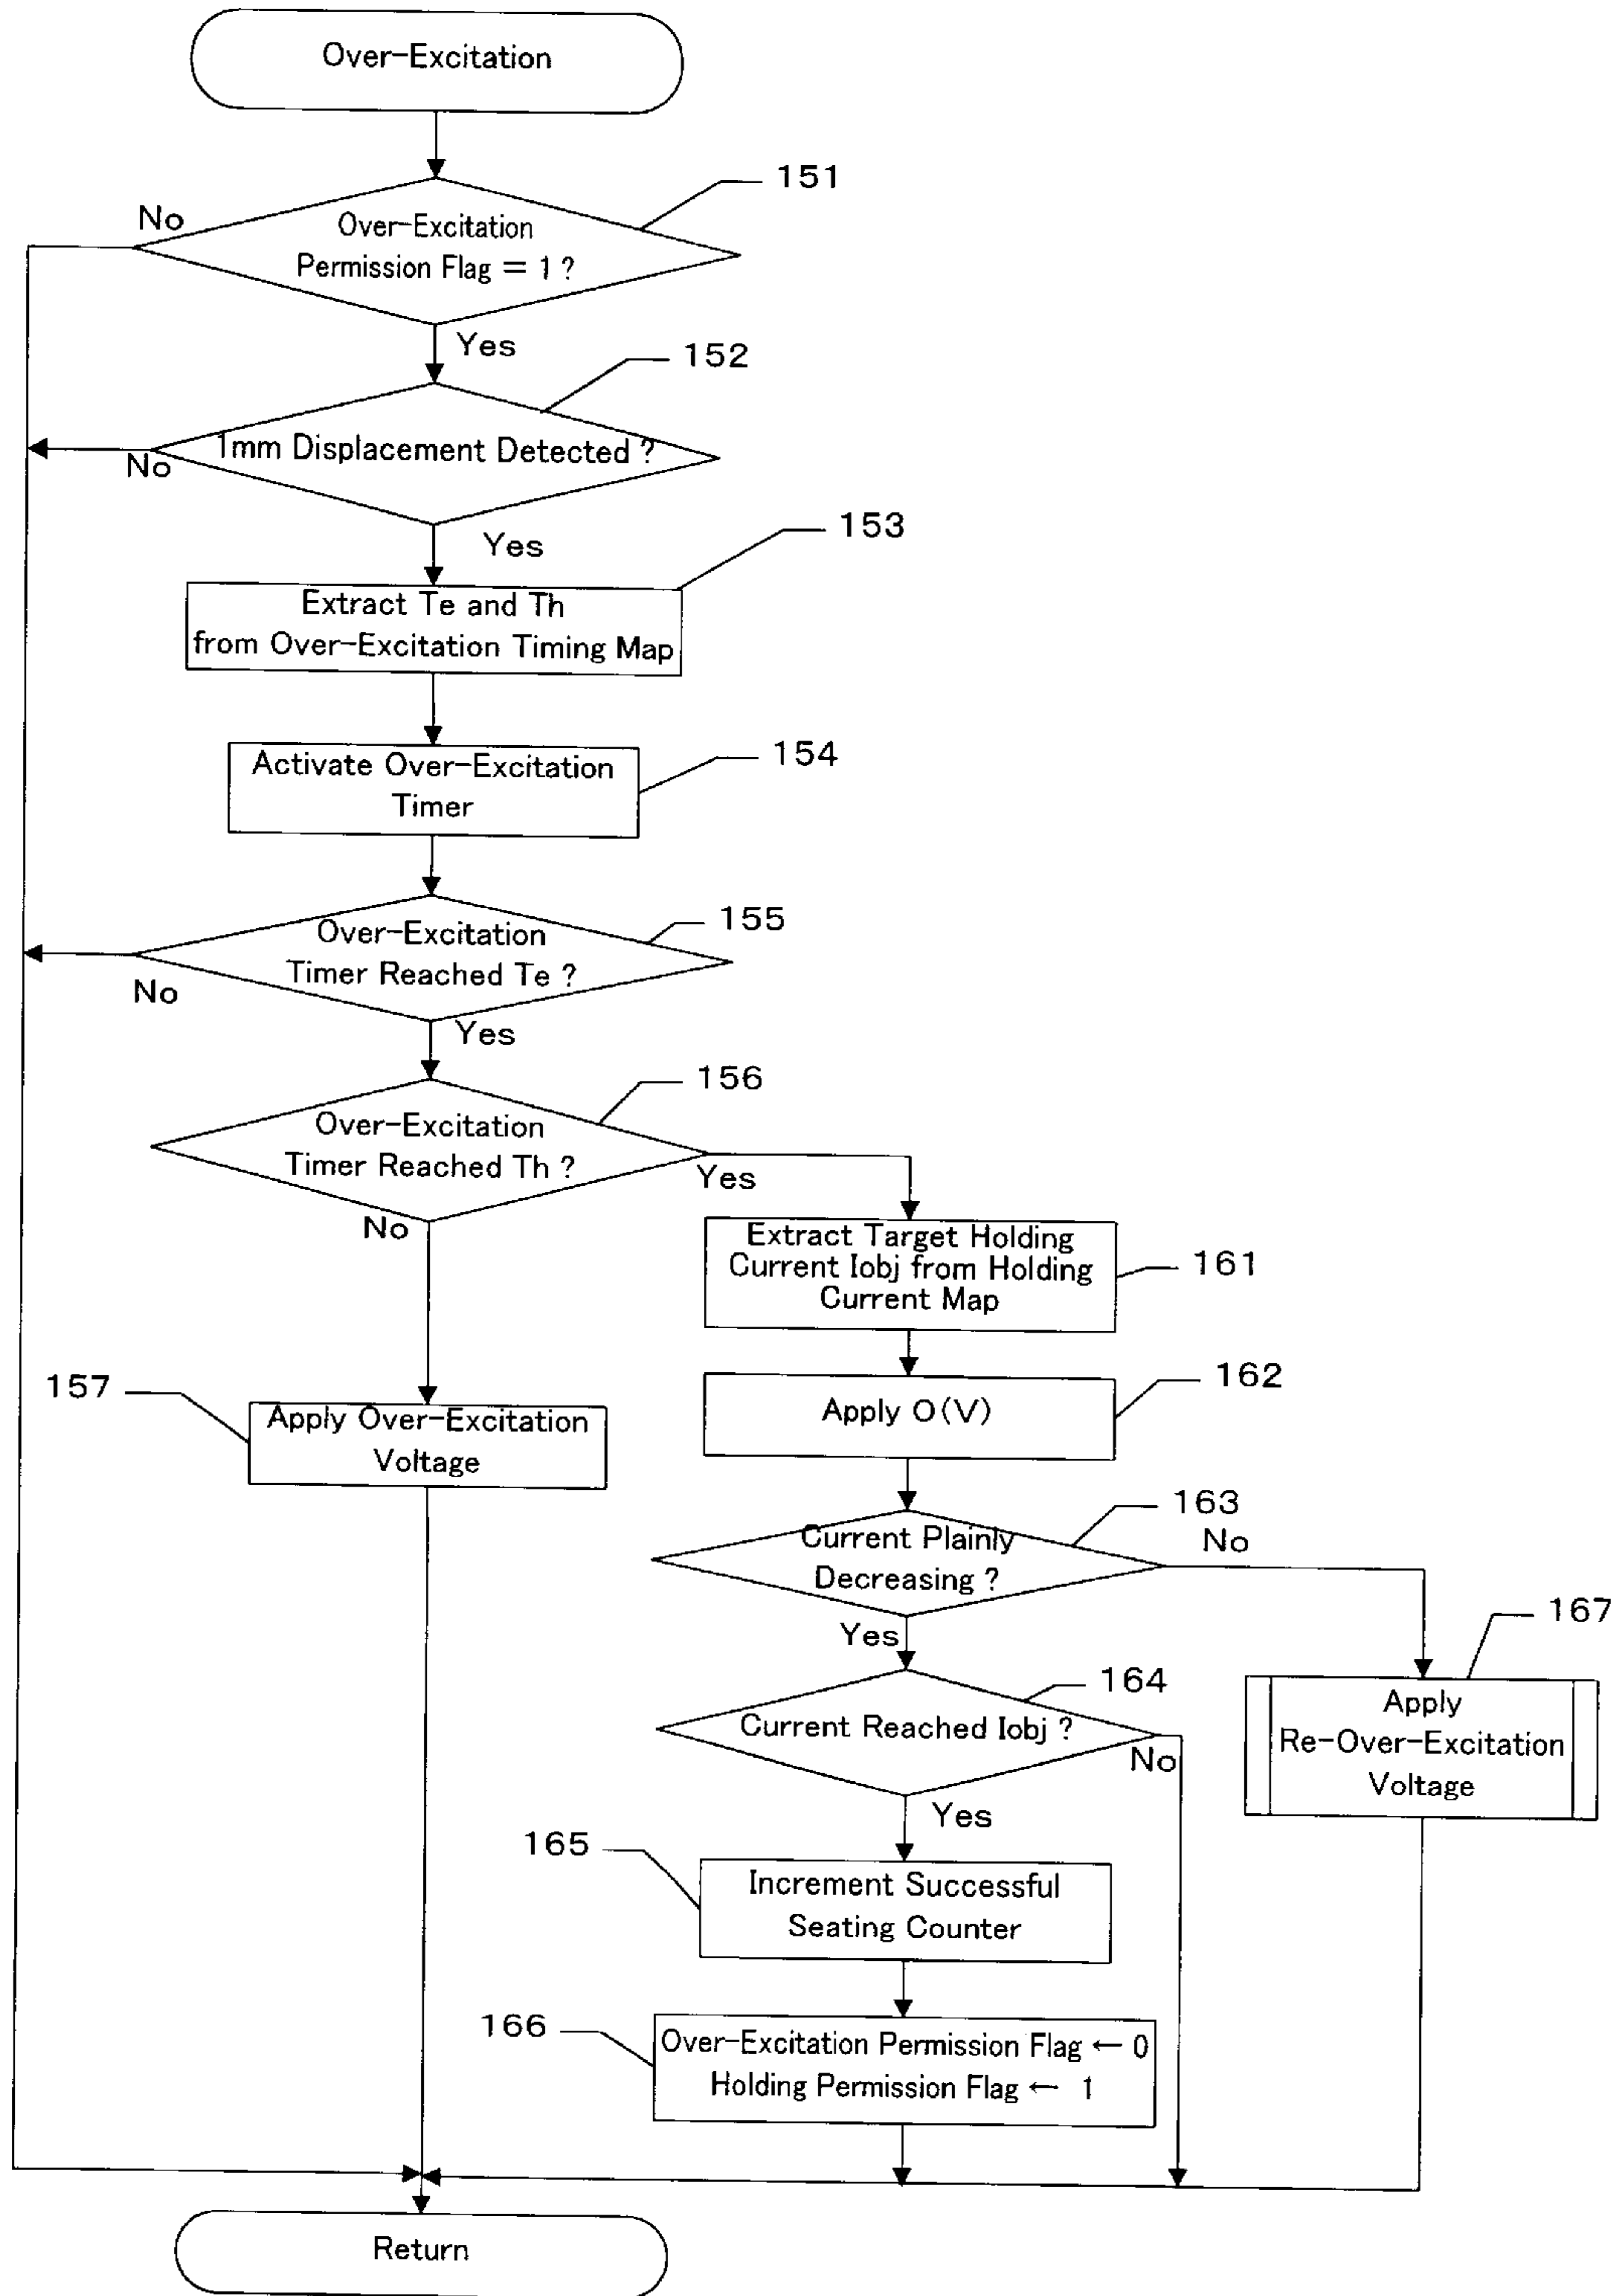 Over-Excitation
151
No
Over-Excitation
Permission Flag = 1 ?
Yes
152
1mm Displacement Detected ?
No
153
Yes
Extract Te and Th
from Over-Excitation Timing Map
154
Activate Over-Excitation
Timer
155
Over-Excitation
Timer Reached Te ?
No
Yes
156
Over-Excitation
Timer Reached Th ?
Yes
No
Extract Target Holding
Current Iobj from Holding
Current Map
161
157
Apply Over-Excitation
Voltage
162
Apply O(V)
163
Current Plainly
Decreasing ?
No
167
Yes
164
Current Reached Iobj ?
No
Apply
Re-Over-Excitation
Voltage
Yes
165
Increment Successful
Seating Counter
166
Over-Excitation Permission Flag ← 0
Holding Permission Flag ← 1
Return